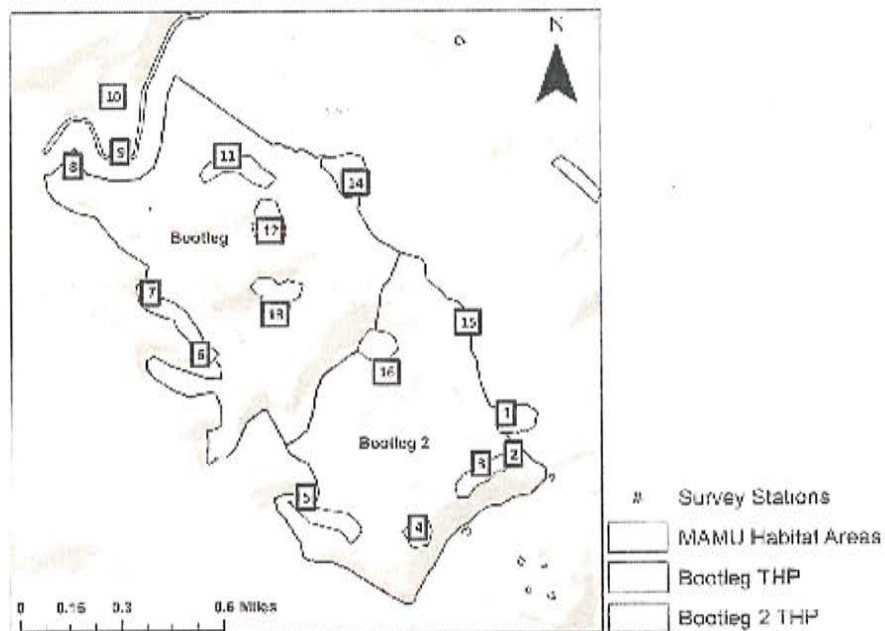 N
10
9
8
11
14
12
Bootleg
7
13
15
6
16
1
Bootleg 2
2
3
5
4
# Survey Stations
MAMU Habitat Areas
Bootleg THP
Bootleg 2 THP
0 0.15 0.3 0.6 Miles